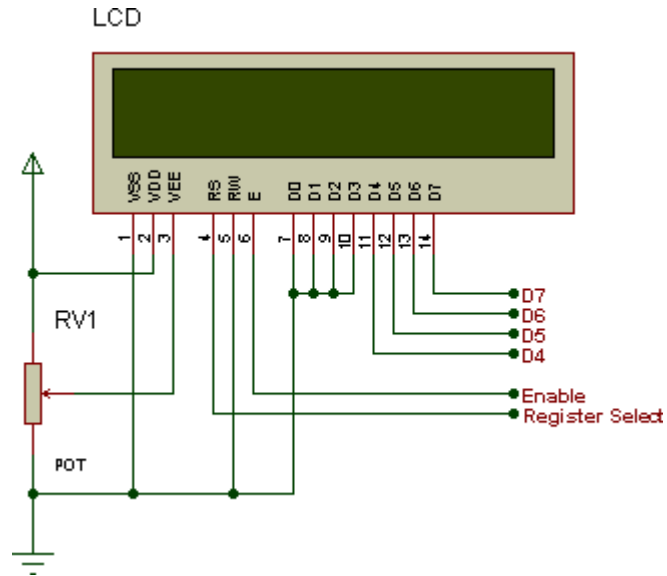 LCD
VSS VDD VEE RS RW E D0 D1 D2 D3 D4 D5 D6 D7
1 2 3 4 5 6 7 8 9 10 11 12 13 14
D7
D6
RV1
D5
D4
Enable
Register Select
POT